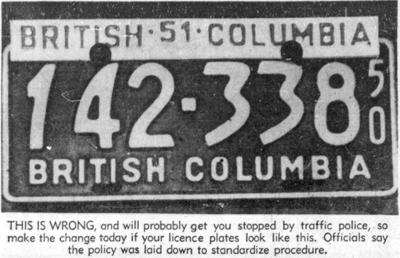 BRITISH · 51 · COLUMBIA
142-338 50
BRITISH COLUMBIA
THIS IS WRONG, and will probably get you stopped by traffic police, so
make the change today if your licence plates look like this. Officials say
the policy was laid down to standardize procedure.